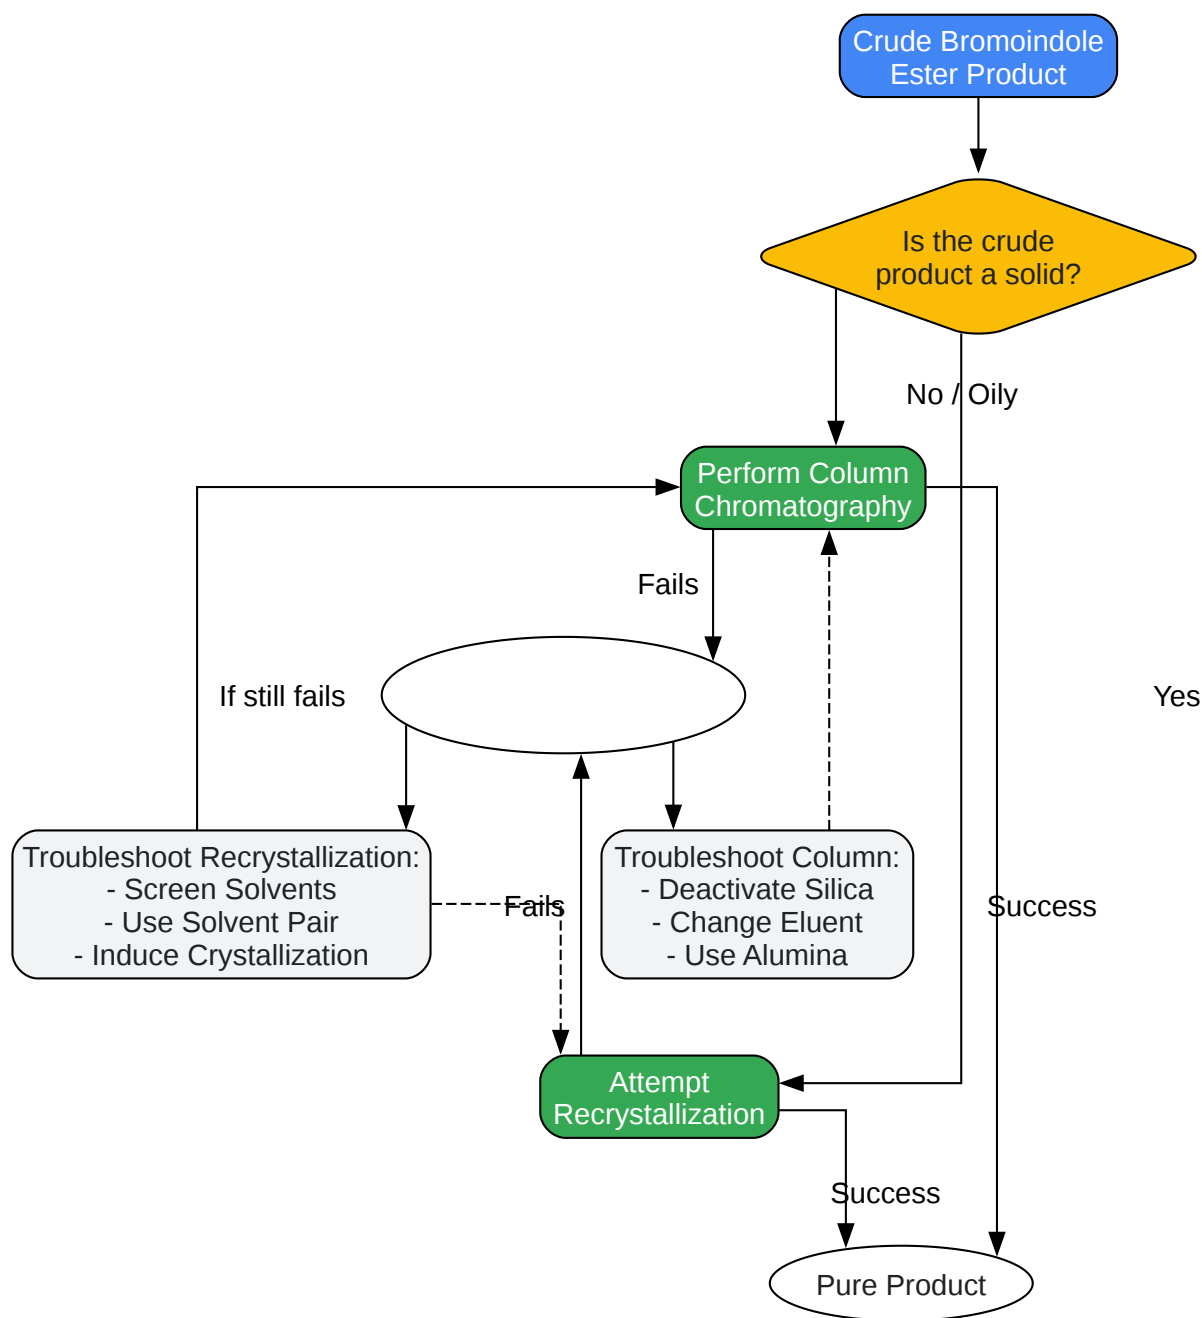 Crude Bromoindole
Ester Product
Is the crude
product a solid?
No / Oily
Perform Column
Chromatography
Fails
If still fails
Yes
Troubleshoot Recrystallization:
- Screen Solvents
- Use Solvent Pair
- Induce Crystallization
Fails
Troubleshoot Column:
- Deactivate Silica
- Change Eluent
- Use Alumina
Success
Attempt
Recrystallization
Success
Pure Product